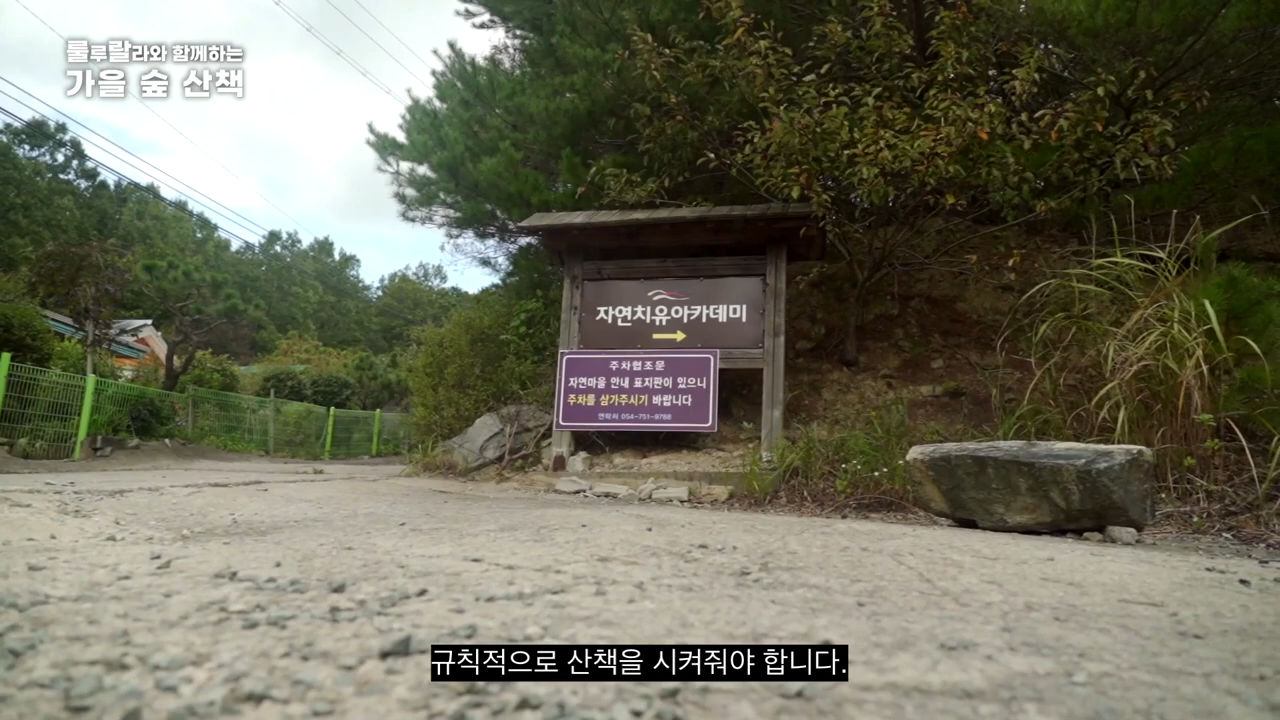 룰루랄라와 함께하는
가을 숲 산책
자연치유아카데미
주차협조문
자연마을 안내 표지판이 있으니
주차를 삼가주시기 바랍니다
연락처 054-751-9788
규칙적으로 산책을 시켜줘야 합니다.